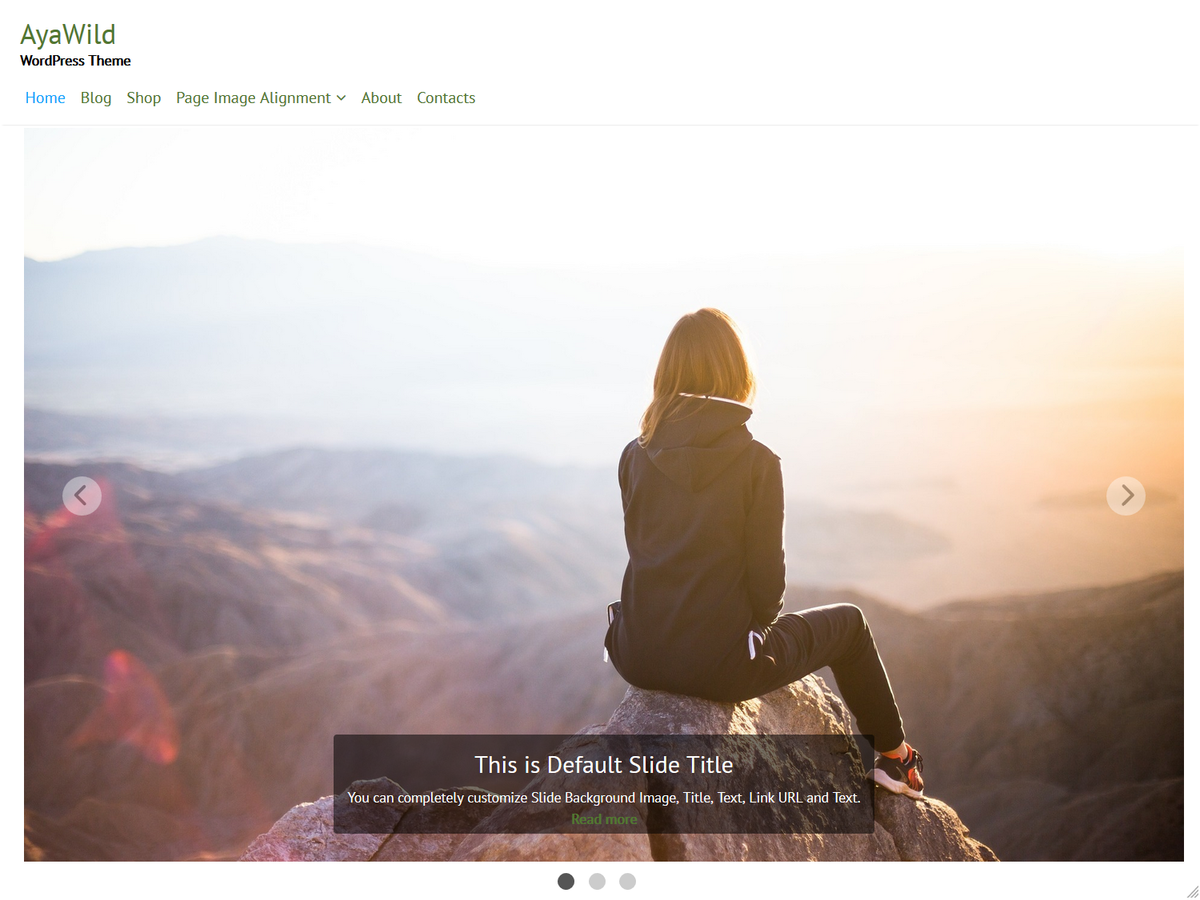 AyaWild
WordPress Theme
Home Blog Shop Page Image Alignment About Contacts
This is Default Slide Title
You can completely customize Slide Background Image, Title, Text, Link URL and Text.
Read more